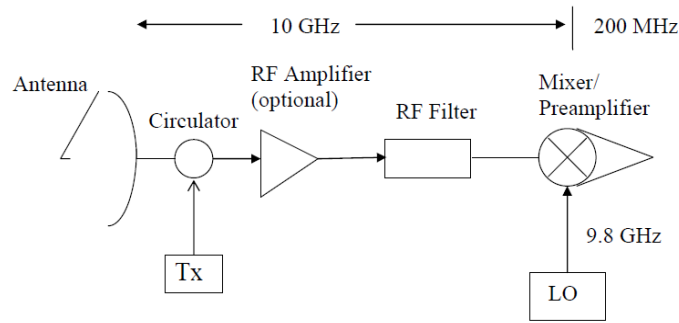 10 GHz
200 MHz
Antenna
RF Amplifier
(optional)
Mixer/
Preamplifier
Circulator
RF Filter
9.8 GHz
Tx
LO